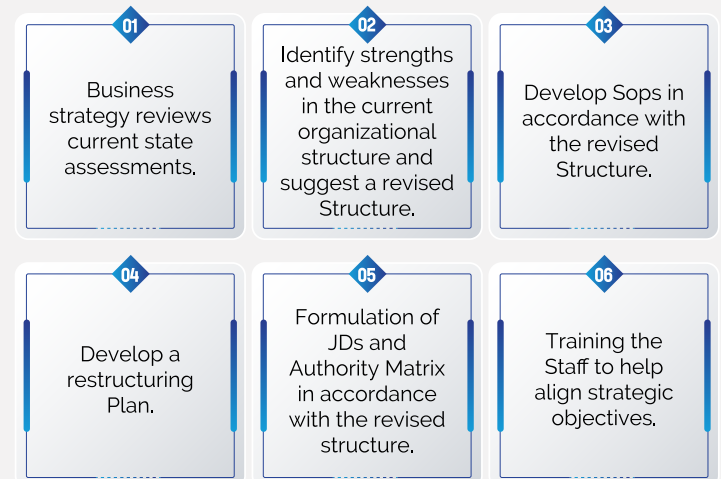 01
Business
strategy reviews
current state
assessments.
02
Identify strengths
and weaknesses
in the current
organizational
structure and
suggest a revised
Structure.
03
Develop Sops in
accordance with
the revised
Structure.
04
Develop a
restructuring
Plan.
05
Formulation of
JDs and
Authority Matrix
in accordance
with the revised
structure.
06
Training the
Staff to help
align strategic
objectives.